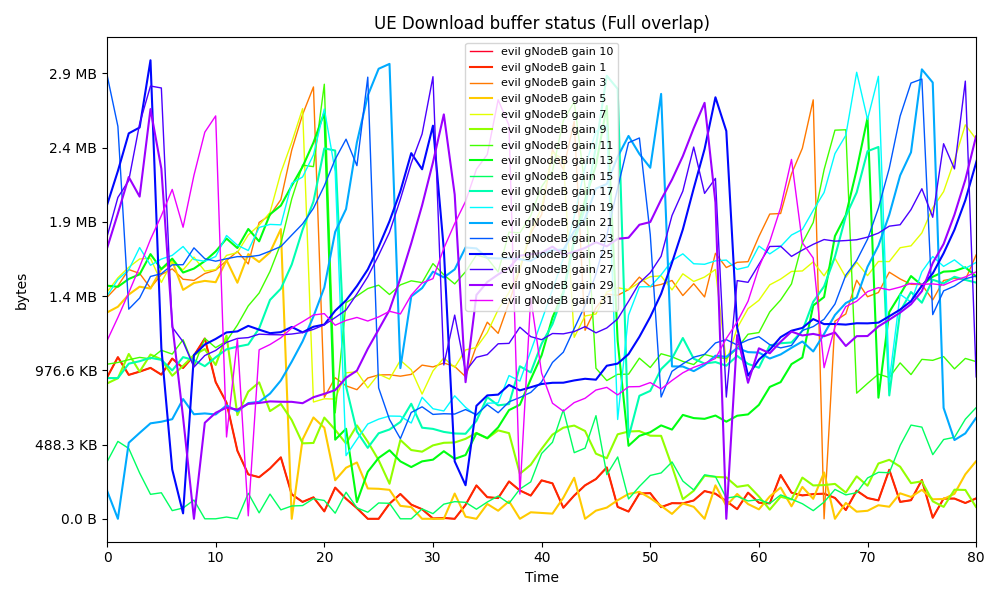 UE Download buffer status (Full overlap)
evil gNodeB gain 10
evil gNodeB gain 1
evil gNodeB gain 3
evil gNodeB gain 5
evil gNodeB gain 7
evil gNodeB gain 9
evil gNodeB gain 11
evil gNodeB gain 13
evil gNodeB gain 15
evil gNodeB gain 17
evil gNodeB gain 19
evil gNodeB gain 21
evil gNodeB gain 23
evil gNodeB gain 25
evil gNodeB gain 27
evil gNodeB gain 29
evil gNodeB gain 31
2.9 MB
2.4 MB
1.9 MB
1.4 MB
976.6 KB
488.3 KB
0.0 B
bytes
0 10 20 30 40 50 60 70 80
Time